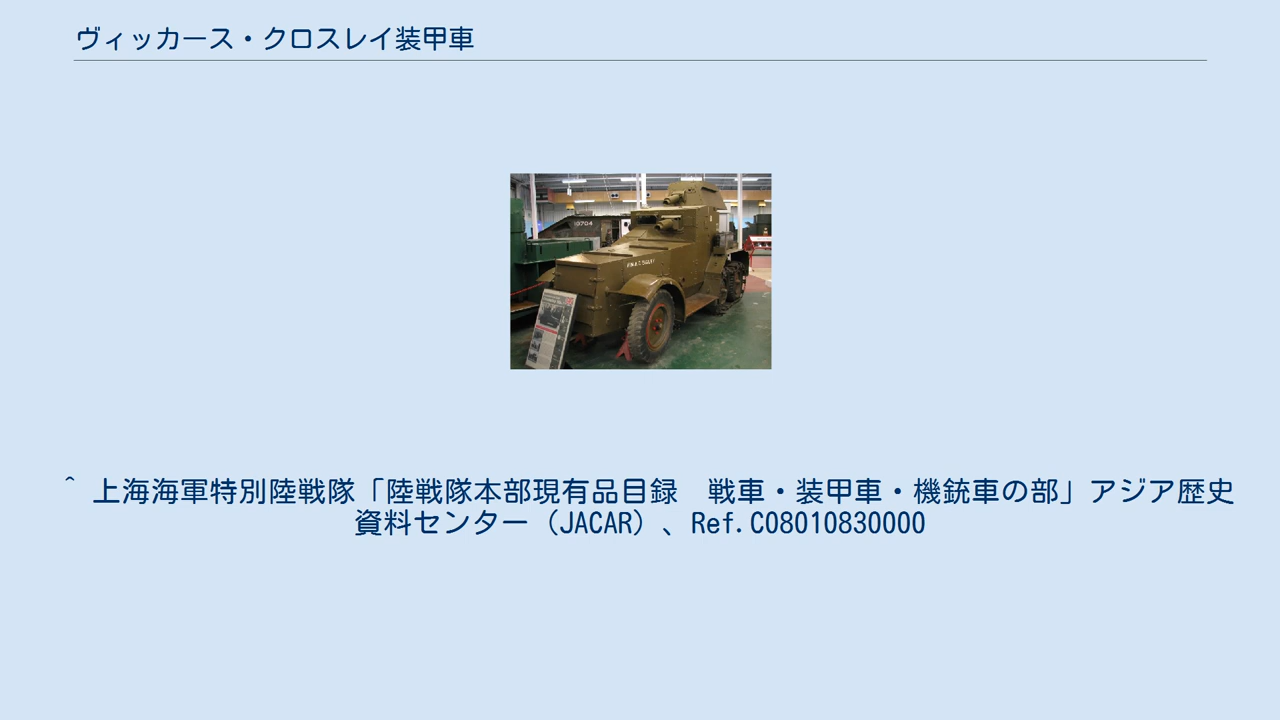 ヴィッカース・クロスレイ装甲車
^ 上海海軍特別陸戦隊「陸戦隊本部現有品目録　戦車・装甲車・機銃車の部」アジア歴史
資料センター（JACAR）、Ref.C08010830000